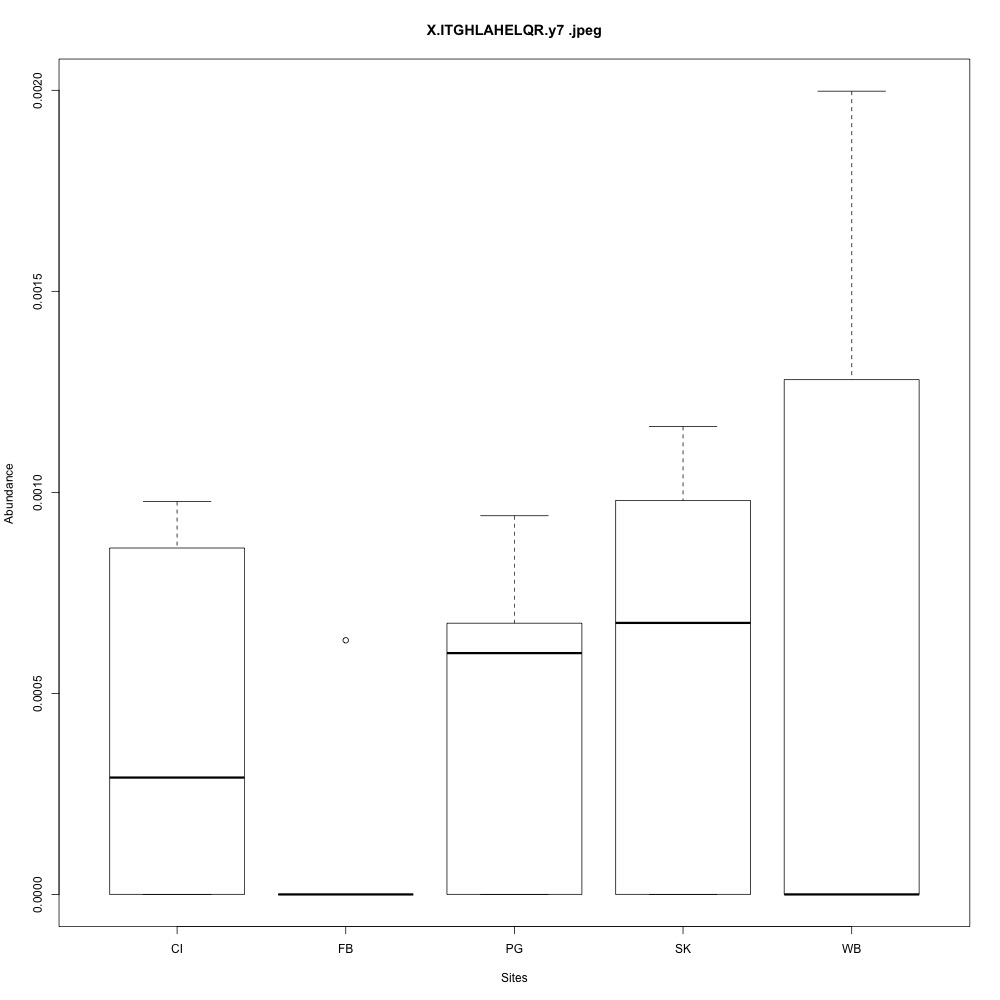 X.ITGHLAHELQR.y7 .jpeg
0.0020
0.0015
0.0010
0.0005
0.0000
Abundance
CI FB PG SK WB
Sites